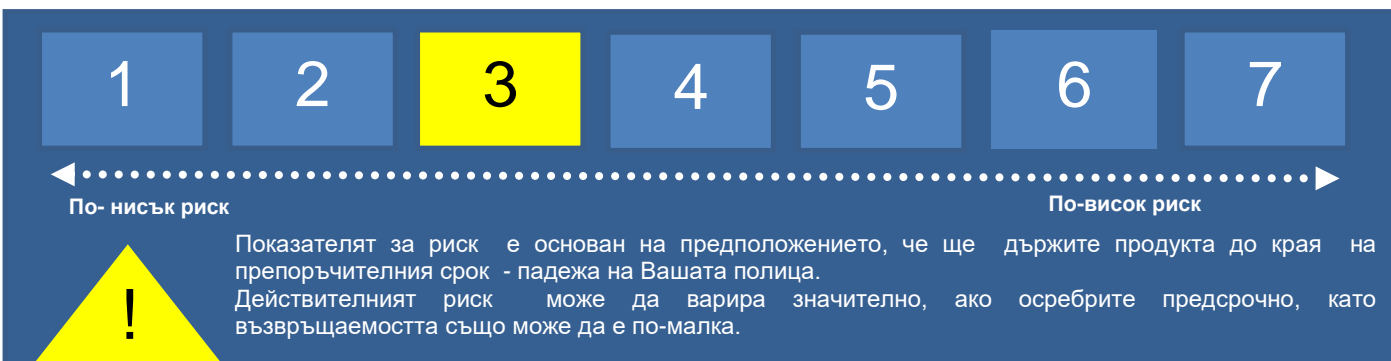 1 2 3 4 5 6 7
По- нисък риск По-висок риск
!
Показателят за риск е основан на предположението, че ще държите продукта до края на
препоръчителния срок - падежа на Вашата полица.
Действителният риск може да варира значително, ако осребрите предсрочно, като
възвръщаемостта също може да е по-малка.